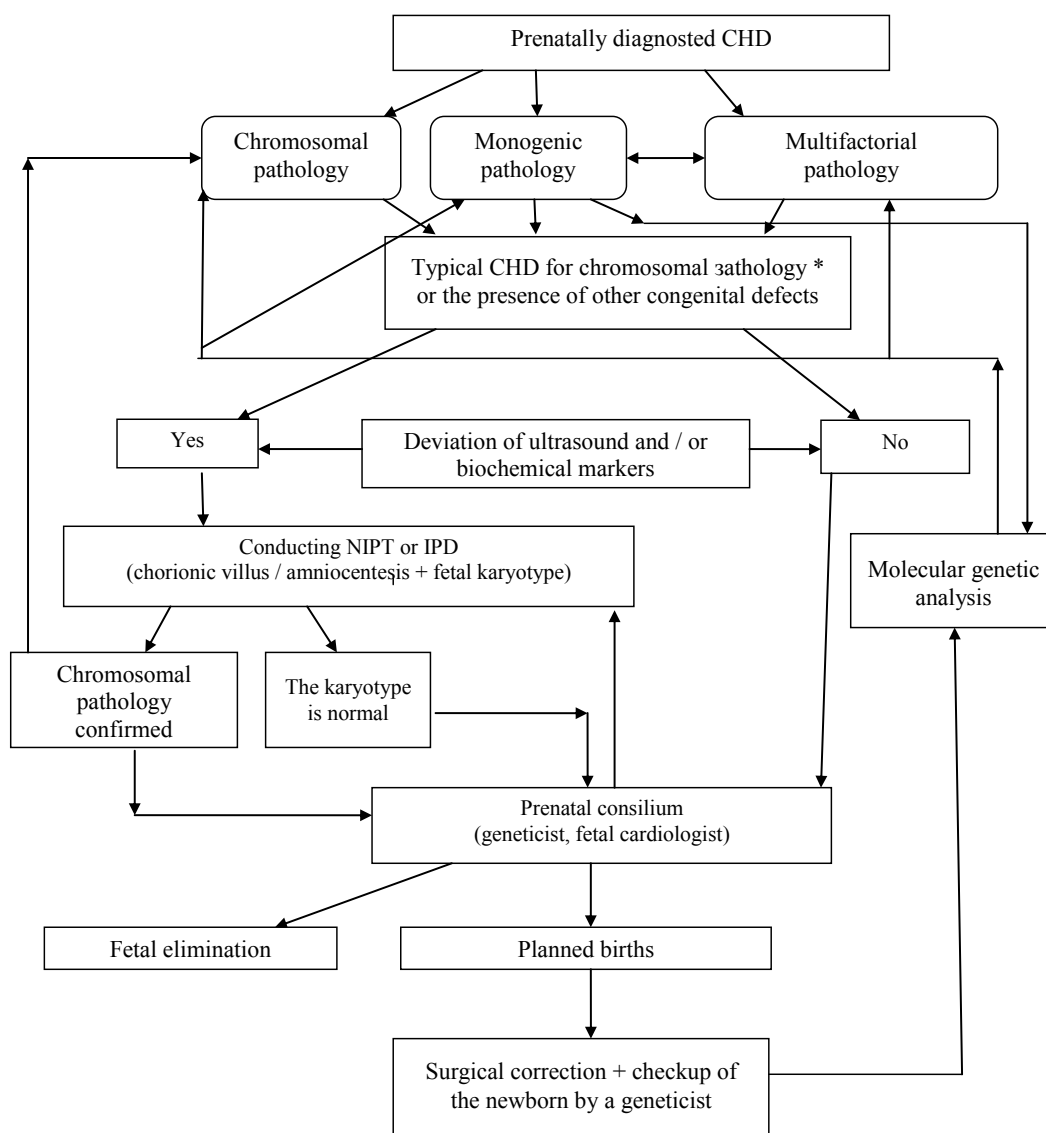 Prenatally diagnosed CHD
Chromosomal
pathology
Monogenic
pathology
Multifactorial
pathology
Typical CHD for chromosomal зathology *
or the presence of other congenital defects
Yes
Deviation of ultrasound and / or
biochemical markers
No
Conducting NIPT or IPD
(chorionic villus / amniocentesis + fetal karyotype)
Molecular genetic
analysis
Chromosomal
pathology
confirmed
The karyotype
is normal
Prenatal consilium
(geneticist, fetal cardiologist)
Fetal elimination
Planned births
Surgical correction + checkup of
the newborn by a geneticist